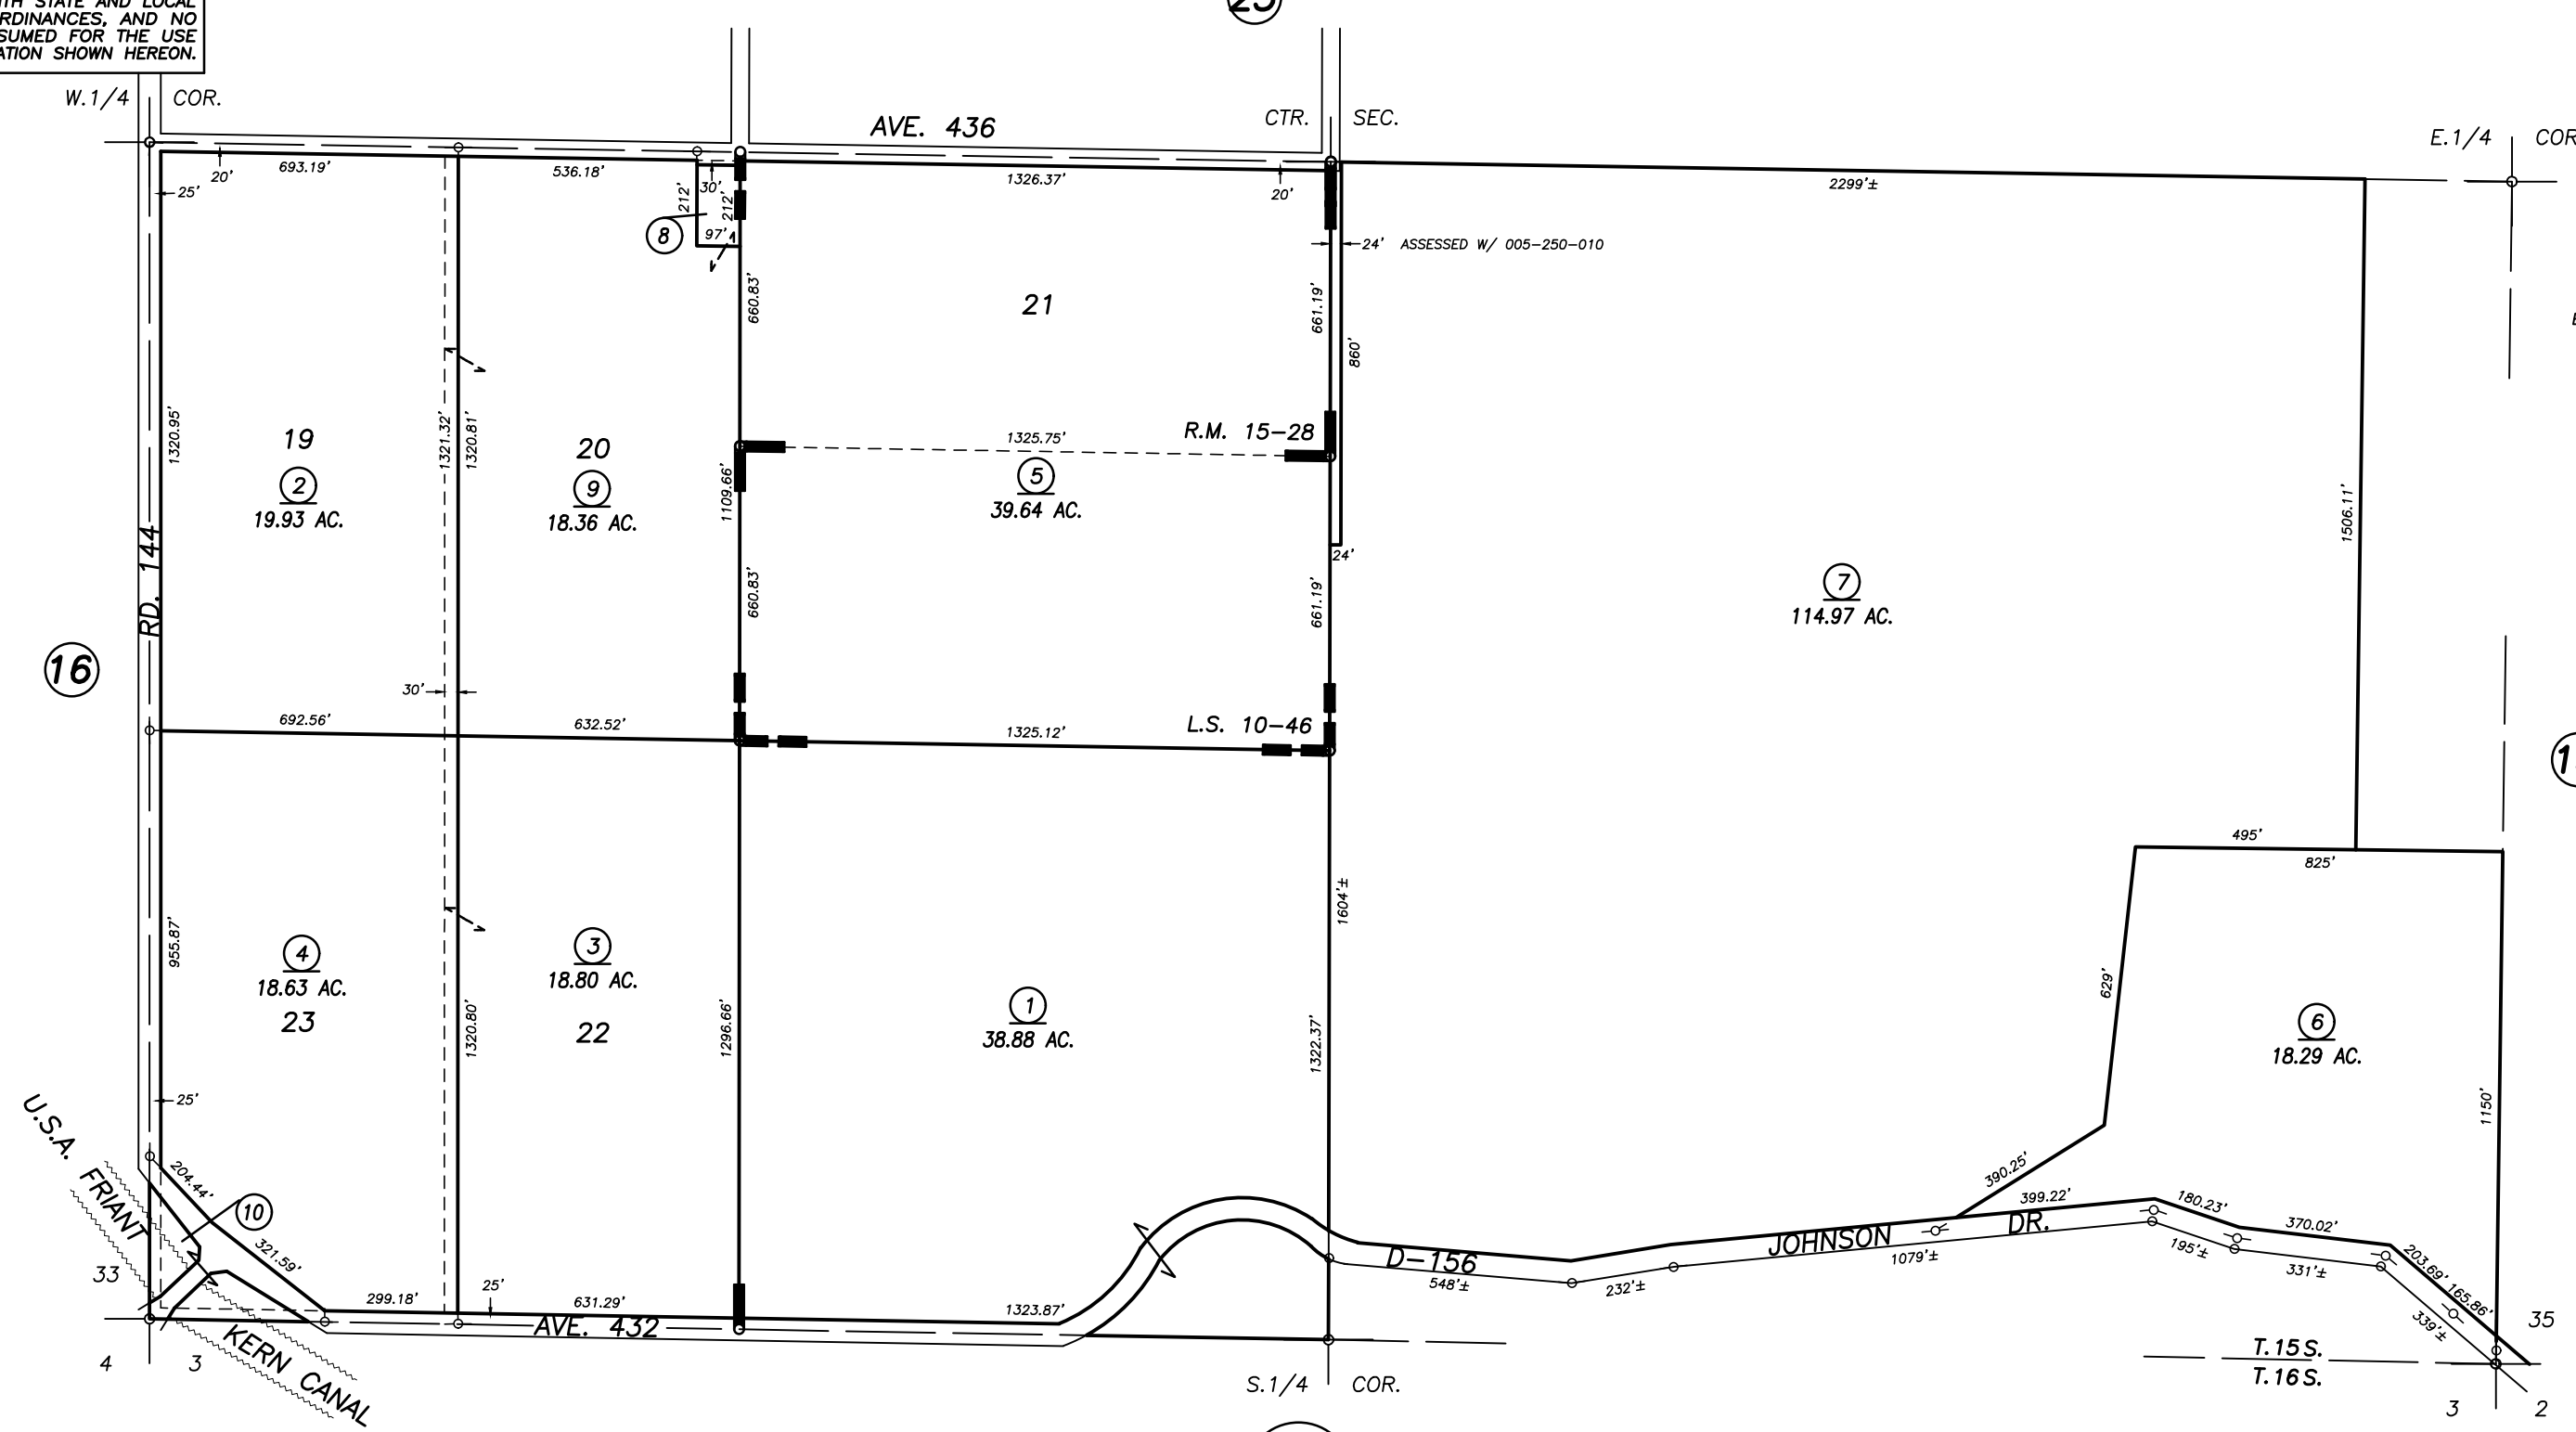 TH STATE AND LOCAL
RDINANCES, AND NO
SUMED FOR THE USE
ATION SHOWN HEREON.
W.1/4 COR.
AVE. 436
CTR. SEC.
E.1/4 COR
693.19'
20'
25'
536.18'
30'
212'
212'
97'
8
1326.37'
20'
2299'±
24' ASSESSED W/ 005-250-010
660.83'
21
661.19'
860'
1320.95'
19
2
19.93 AC.
1321.32'
1320.81'
20
9
18.36 AC.
1109.66'
1325.75'
R.M. 15-28
5
39.64 AC.
24'
1506.11'
RD. 144
660.83'
661.19'
7
114.97 AC.
16
30'
692.56'
632.52'
1325.12'
L.S. 10-46
495'
825'
955.87'
4
18.63 AC.
23
3
18.80 AC.
22
1320.80'
1296.66'
1
38.88 AC.
1604'±
1322.37'
629'
6
18.29 AC.
1150'
25'
U.S.A. FRIANT
204.44'
10
321.59'
390.25'
399.22'
180.23'
370.02'
203.69'
165.86'
D-156
JOHNSON DR.
548'±
232'±
1079'±
195'±
331'±
339'±
33
299.18'
25'
631.29'
1323.87'
AVE. 432
KERN CANAL
35
4 3
S.1/4 COR.
T.15 S.
T.16 S.
3 2